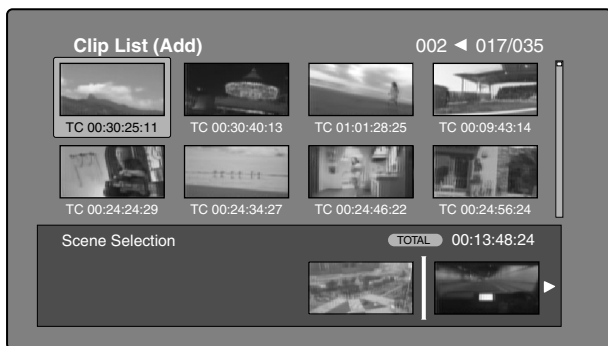 Clip List (Add) 002 ◀ 017/035
TC 00:30:25:11 TC 00:30:40:13 TC 01:01:28:25 TC 00:09:43:14
TC 00:24:24:29 TC 00:24:34:27 TC 00:24:46:22 TC 00:24:56:24
Scene Selection TOTAL 00:13:48:24